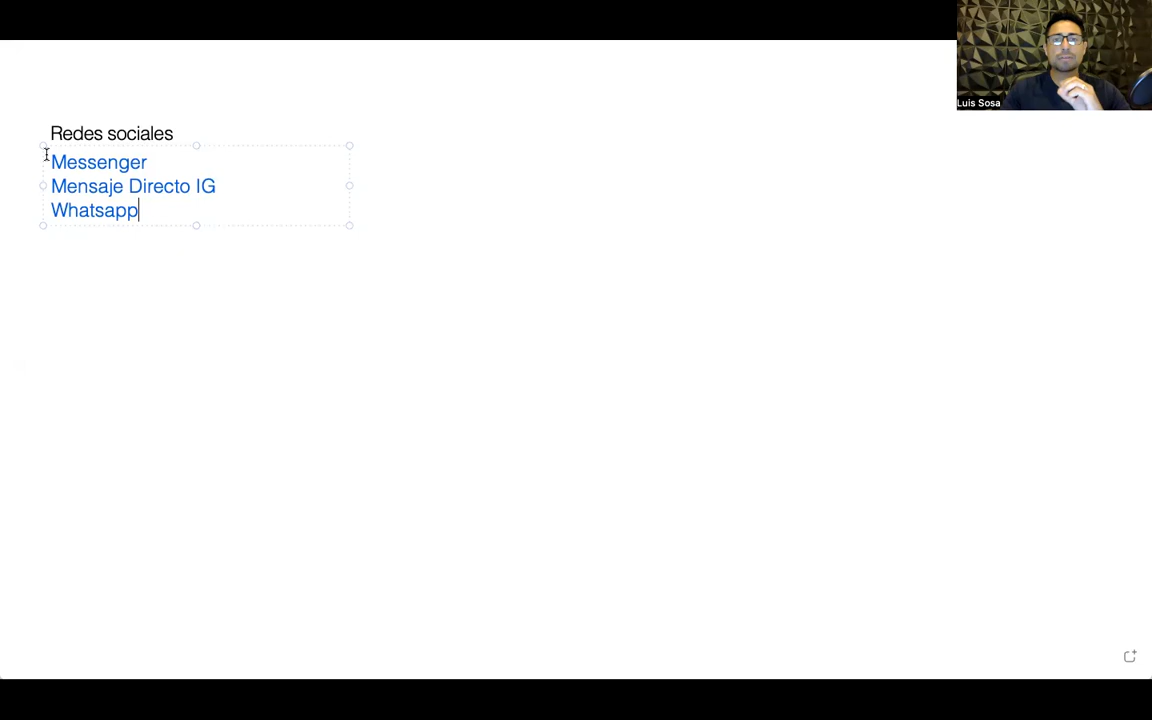 Luis Sosa
Redes sociales
Messenger
Mensaje Directo IG
Whatsapp